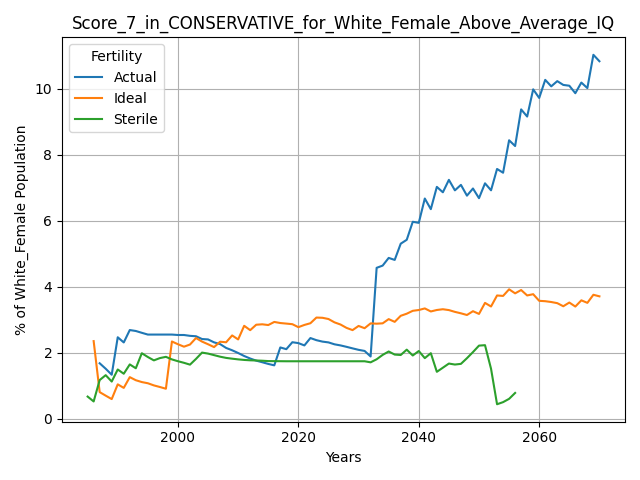 Score_7_in_CONSERVATIVE_for_White_Female_Above_Average_IQ
Fertility
Actual
Ideal
Sterile
% of White_Female Population
10
8
6
4
2
0
2000
2020
2040
2060
Years